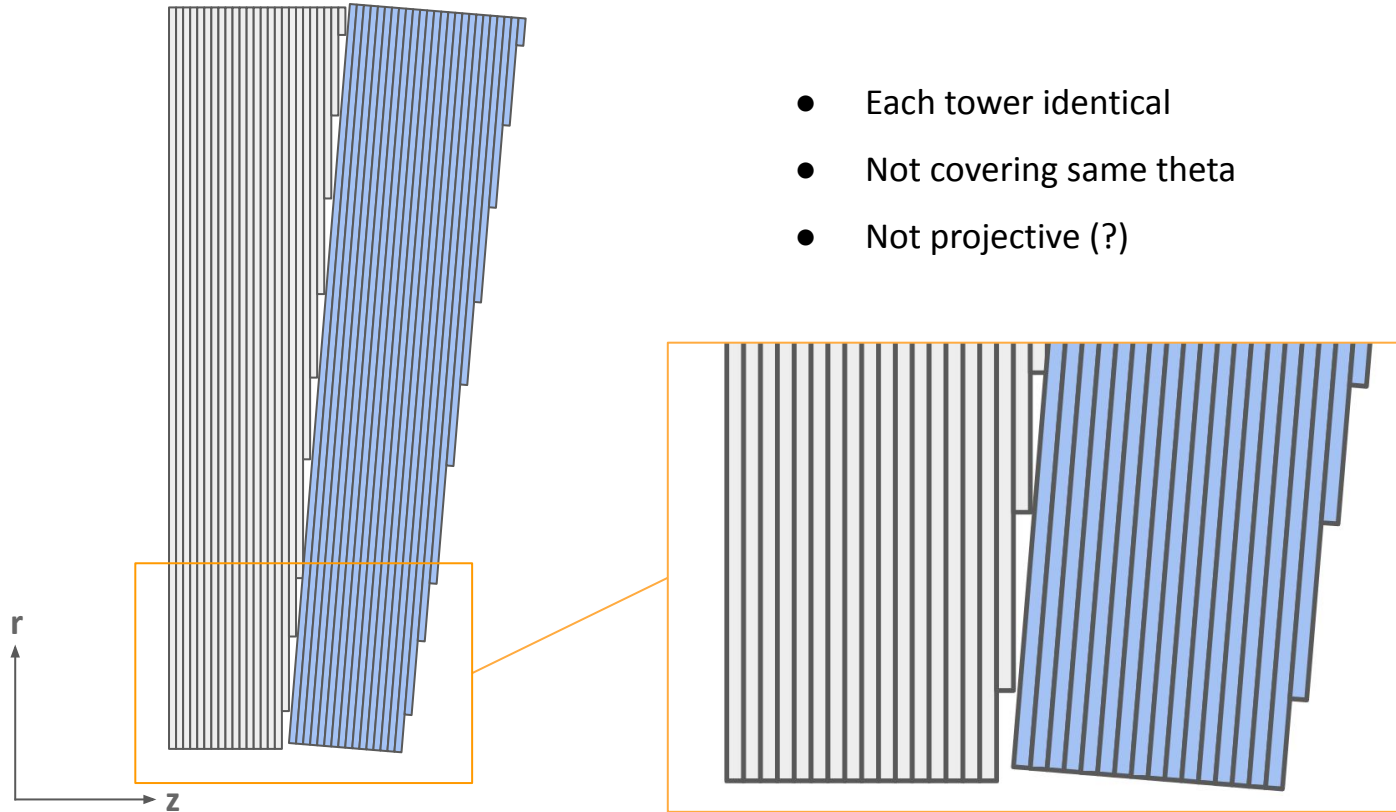 ● Each tower identical
● Not covering same theta
● Not projective (?)
r
z